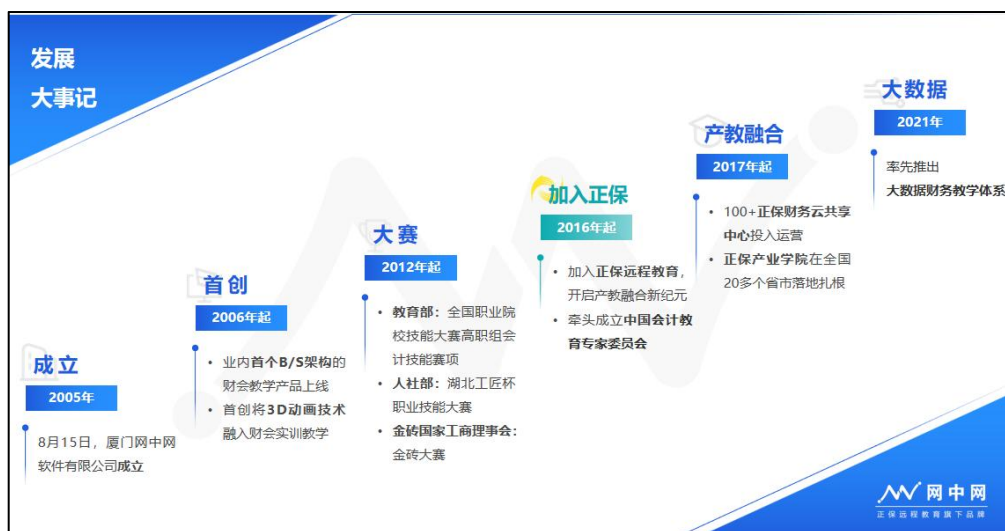 发展
大事记
成立
2005年
8月15日，厦门网中网
软件有限公司成立
首创
2006年起
• 业内首个B/S架构的
财会教学产品上线
• 首创将3D动画技术
融入财会实训教学
大赛
2012年起
• 教育部：全国职业院
校技能大赛高职组会
计技能赛项
• 人社部：湖北工匠杯
职业技能大赛
• 金砖国家工商理事会：
金砖大赛
加入正保
2016年起
• 加入正保远程教育，
开启产教融合新纪元
• 牵头成立中国会计教
育专家委员会
产教融合
2017年起
• 100+正保财务云共享
中心投入运营
• 正保产业学院在全国
20多个省市落地扎根
大数据
2021年
率先推出
大数据财务教学体系
网中网
正保远程教育旗下品牌